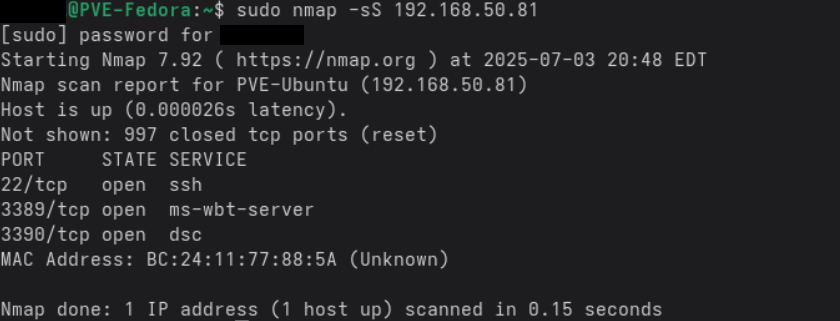 @PVE-Fedora:~$ sudo nmap -sS 192.168.50.81
[sudo] password for
Starting Nmap 7.92 ( https://nmap.org ) at 2025-07-03 20:48 EDT
Nmap scan report for PVE-Ubuntu (192.168.50.81)
Host is up (0.000026s latency).
Not shown: 997 closed tcp ports (reset)
PORT     STATE SERVICE
22/tcp   open  ssh
3389/tcp open  ms-wbt-server
3390/tcp open  dsc
MAC Address: BC:24:11:77:88:5A (Unknown)

Nmap done: 1 IP address (1 host up) scanned in 0.15 seconds